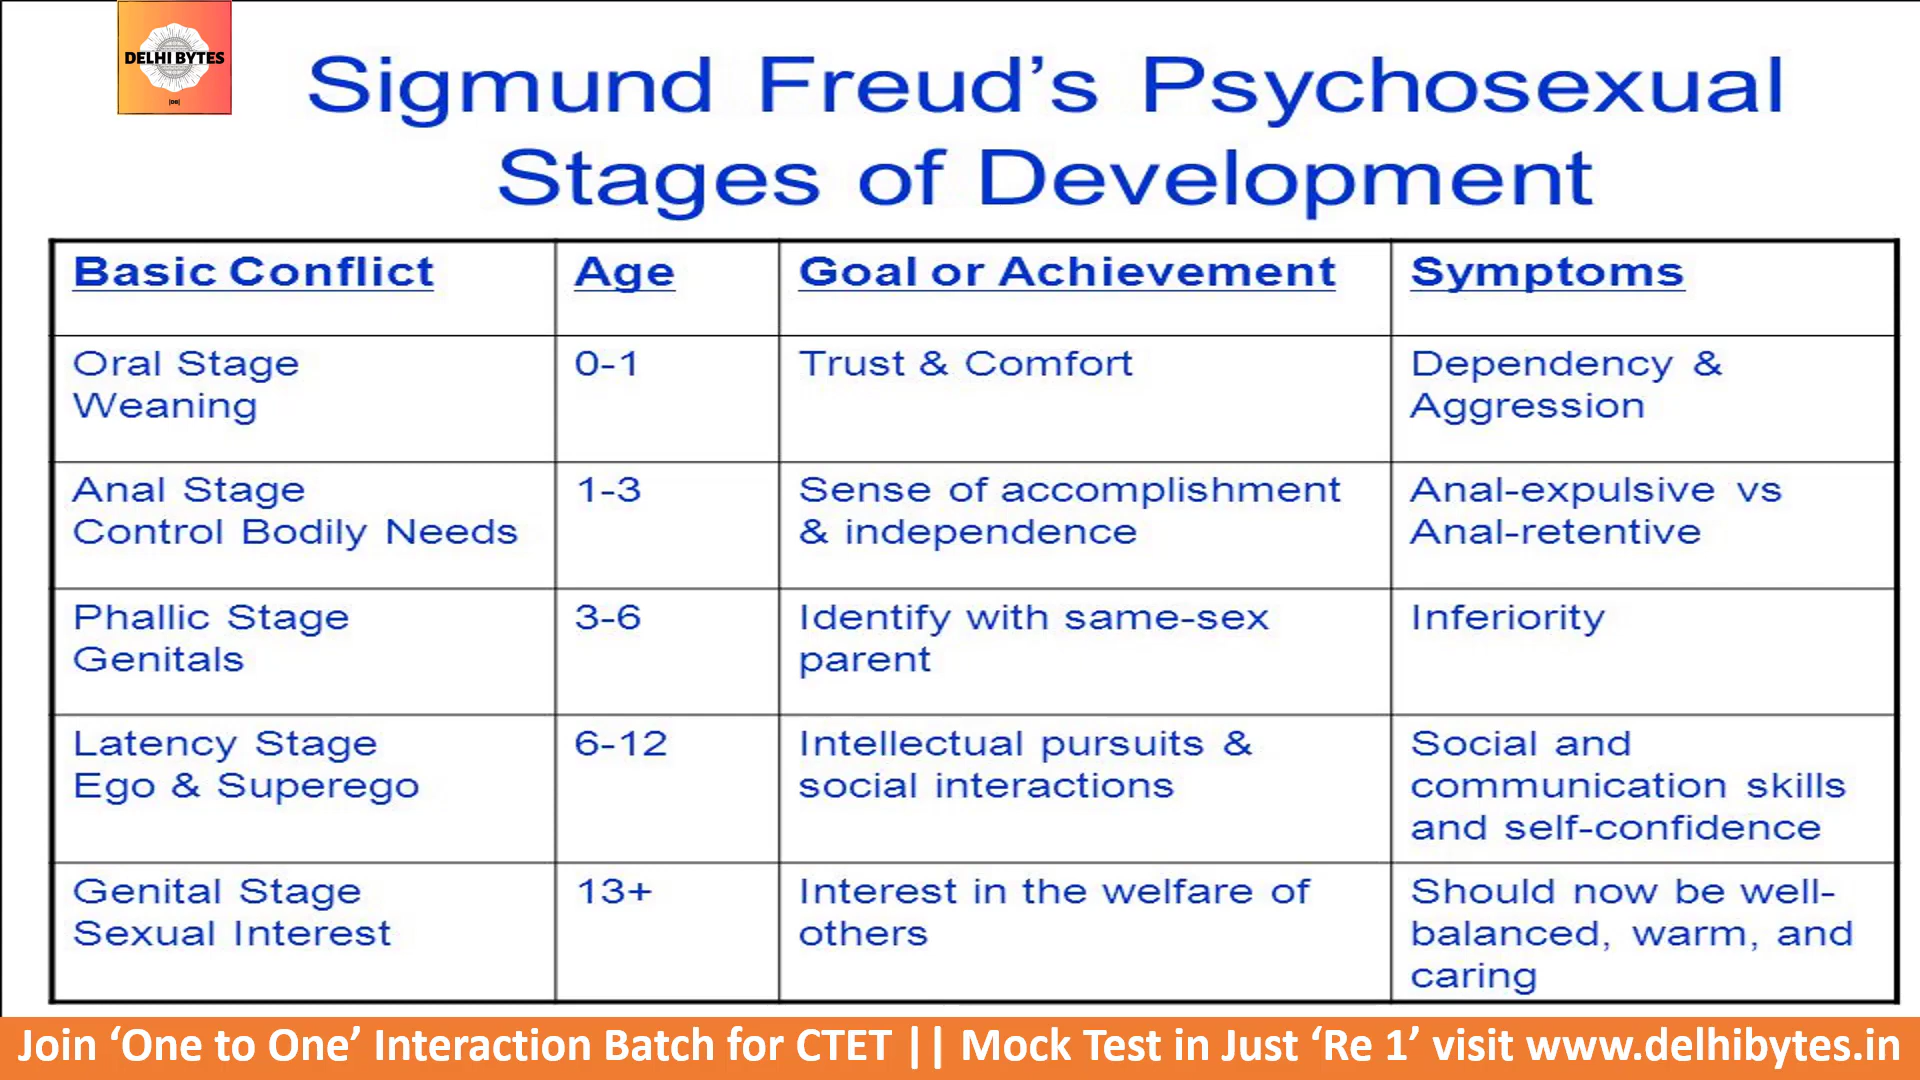 DELHI BYTES
[DB]
Sigmund Freud’s Psychosexual
Stages of Development
Basic Conflict Age Goal or Achievement Symptoms
Oral Stage 0-1 Trust & Comfort Dependency &
Weaning Aggression
Anal Stage 1-3 Sense of accomplishment Anal-expulsive vs
Control Bodily Needs & independence Anal-retentive
Phallic Stage 3-6 Identify with same-sex Inferiority
Genitals parent
Latency Stage 6-12 Intellectual pursuits & Social and
Ego & Superego social interactions communication skills
and self-confidence
Genital Stage 13+ Interest in the welfare of Should now be well-
Sexual Interest others balanced, warm, and
caring
Join ‘One to One’ Interaction Batch for CTET || Mock Test in Just ‘Re 1’ visit www.delhibytes.in